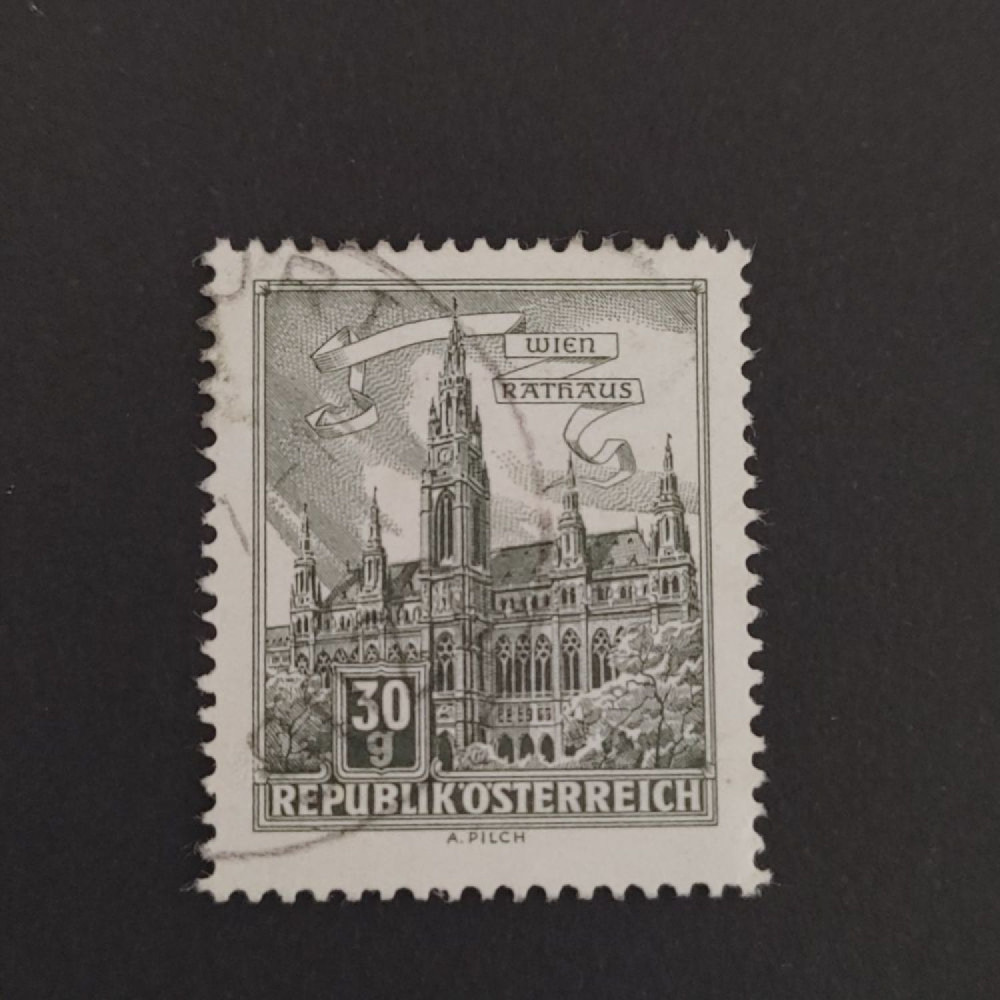 WIEN
RATHAUS
30
g
REPUBLIK ÖSTERREICH
A. PILCH